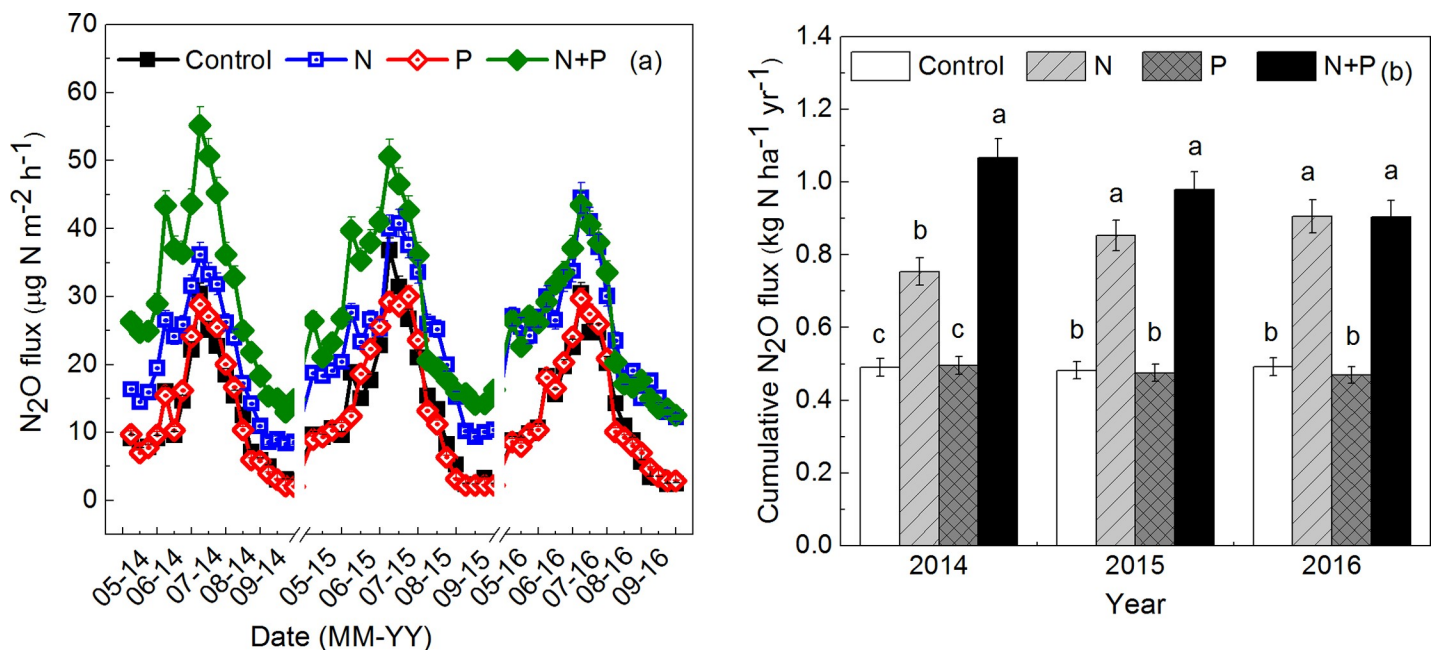 70
60
50
40
30
20
10
0
N₂O flux (μg N m⁻² h⁻¹)
Control N P N+P (a)
05-14 06-14 07-14 08-14 09-14 05-15 06-15 07-15 08-15 09-15 05-16 06-16 07-16 08-16 09-16
Date (MM-YY)
1.4
1.2
1.0
0.8
0.6
0.4
0.2
0.0
Cumulative N₂O flux (kg N ha⁻¹ yr⁻¹)
Control N P N+P (b)
c b c a
b a b a
b a b a
2014 2015 2016
Year